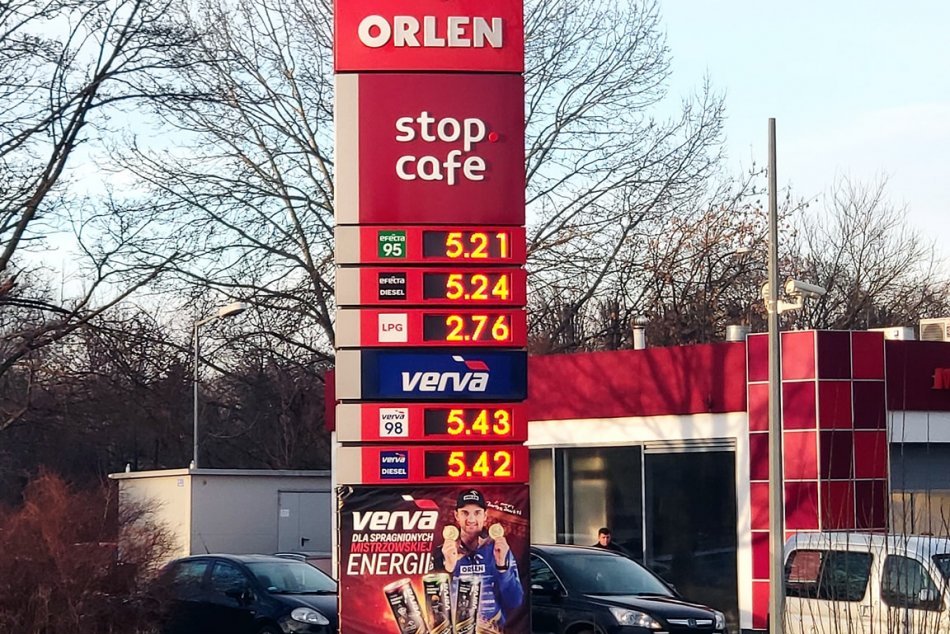 ORLEN
stop.
cafe
efecta
95
5.21
efecta
DIESEL
5.24
LPG
2.76
verva
verva
98
5.43
verva
DIESEL
5.42
verva
DLA SPRAGNIONYCH
MISTRZOWSKIEJ
ENERGII
ORLEN